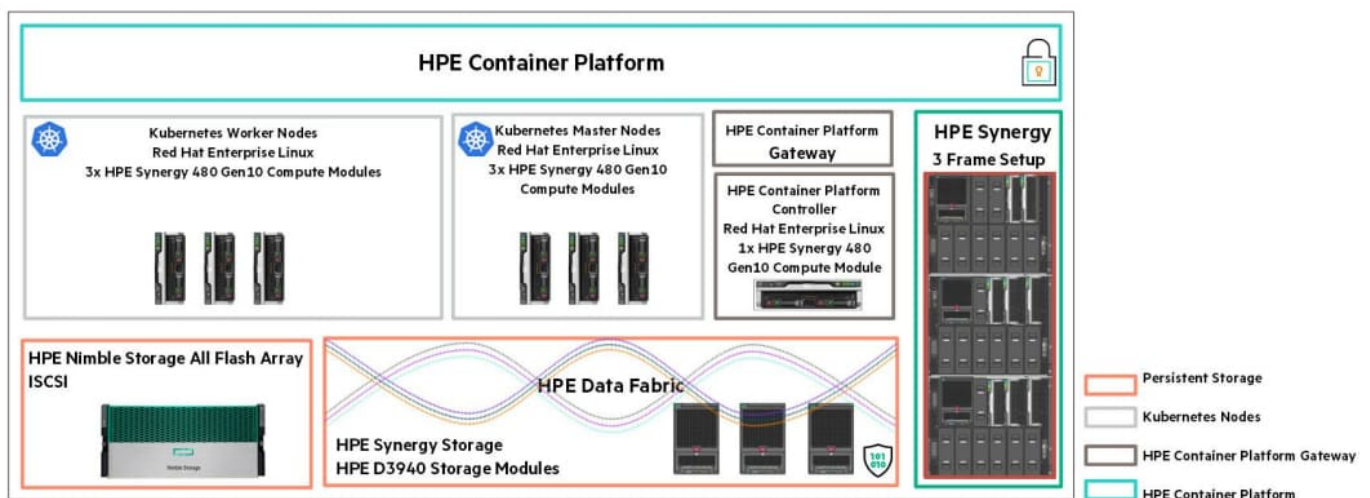 HPE Container Platform
Kubernetes Worker Nodes
Red Hat Enterprise Linux
3x HPE Synergy 480 Gen10 Compute Modules
Kubernetes Master Nodes
Red Hat Enterprise Linux
3x HPE Synergy 480 Gen10
Compute Modules
HPE Container Platform
Gateway
HPE Container Platform
Controller
Red Hat Enterprise Linux
1x HPE Synergy 480
Gen10 Compute Module
HPE Synergy
3 Frame Setup
HPE Nimble Storage All Flash Array
ISCSI
Nimble Storage
HPE Data Fabric
HPE Synergy Storage
HPE D3940 Storage Modules
101
010
Persistent Storage
Kubernetes Nodes
HPE Container Platform Gateway
HPE Container Platform